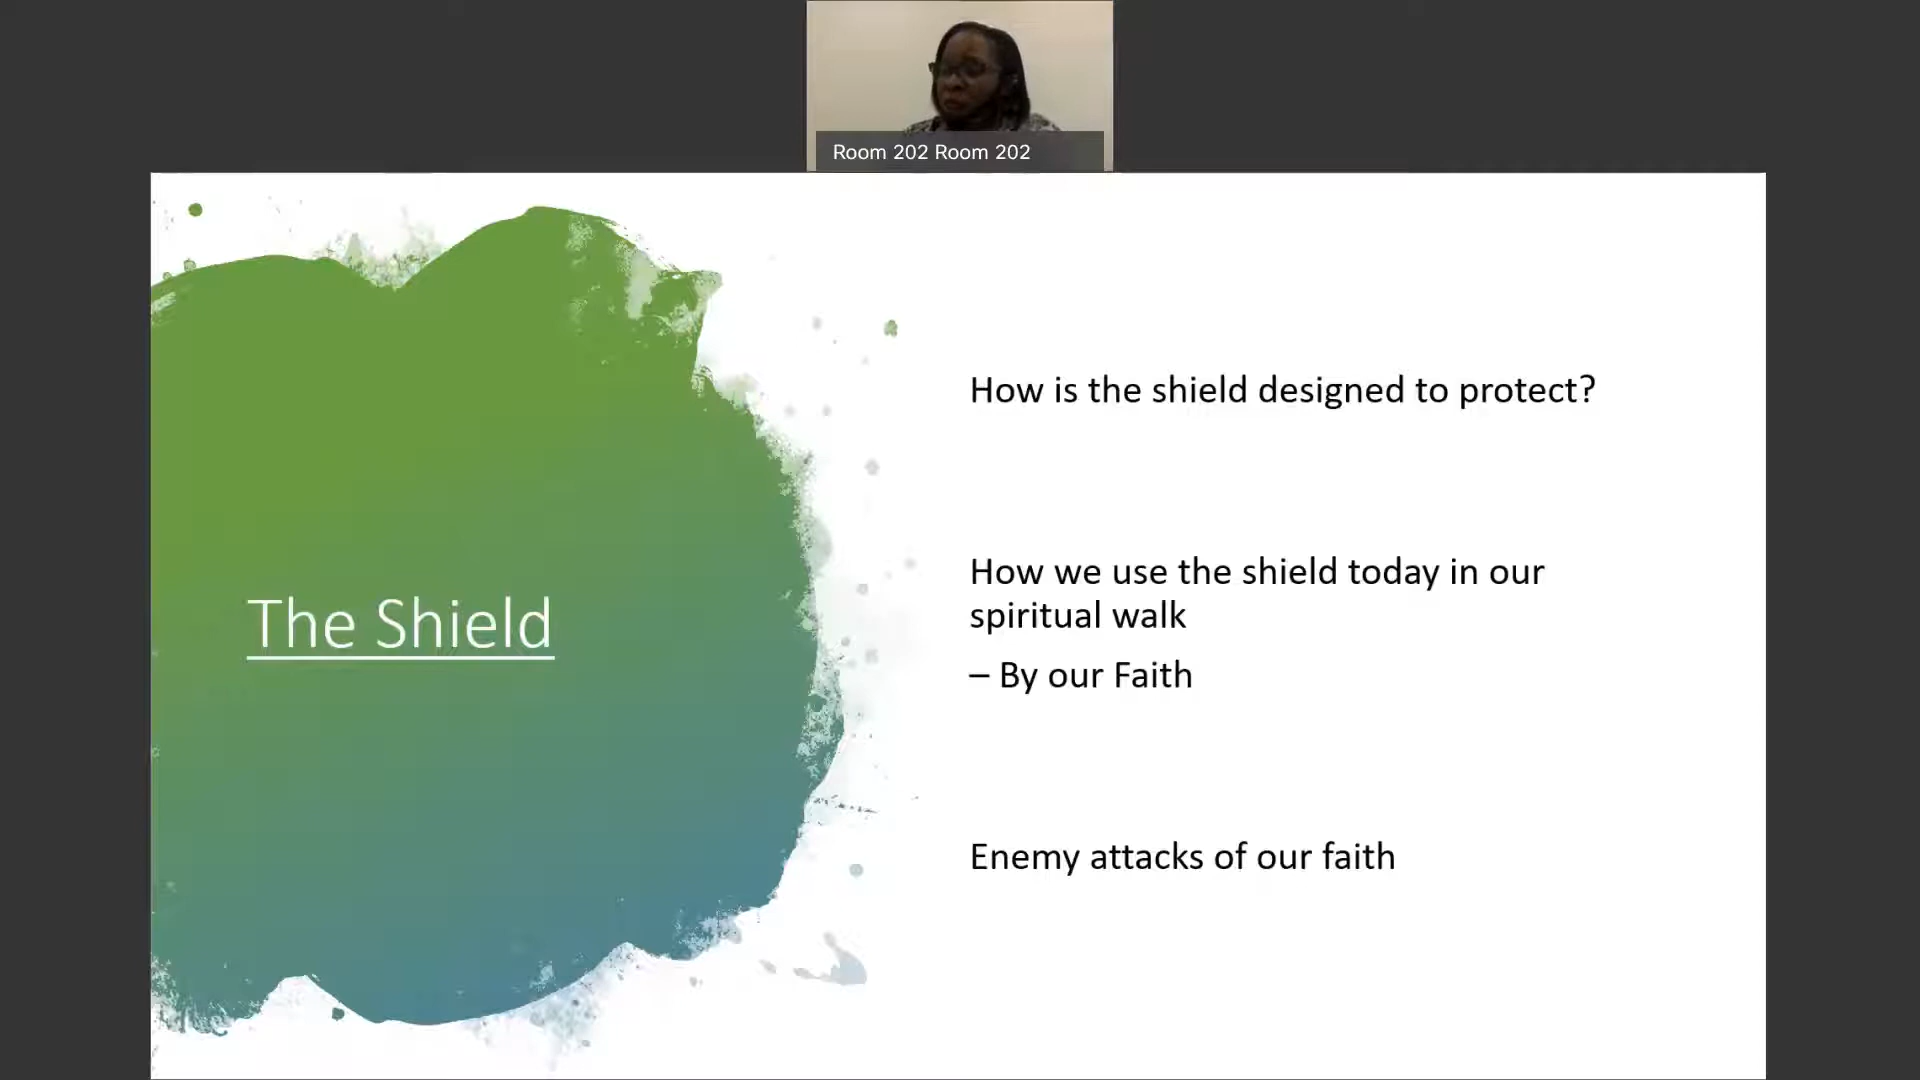 Room 202 Room 202
The Shield
How is the shield designed to protect?
How we use the shield today in our
spiritual walk
– By our Faith
Enemy attacks of our faith